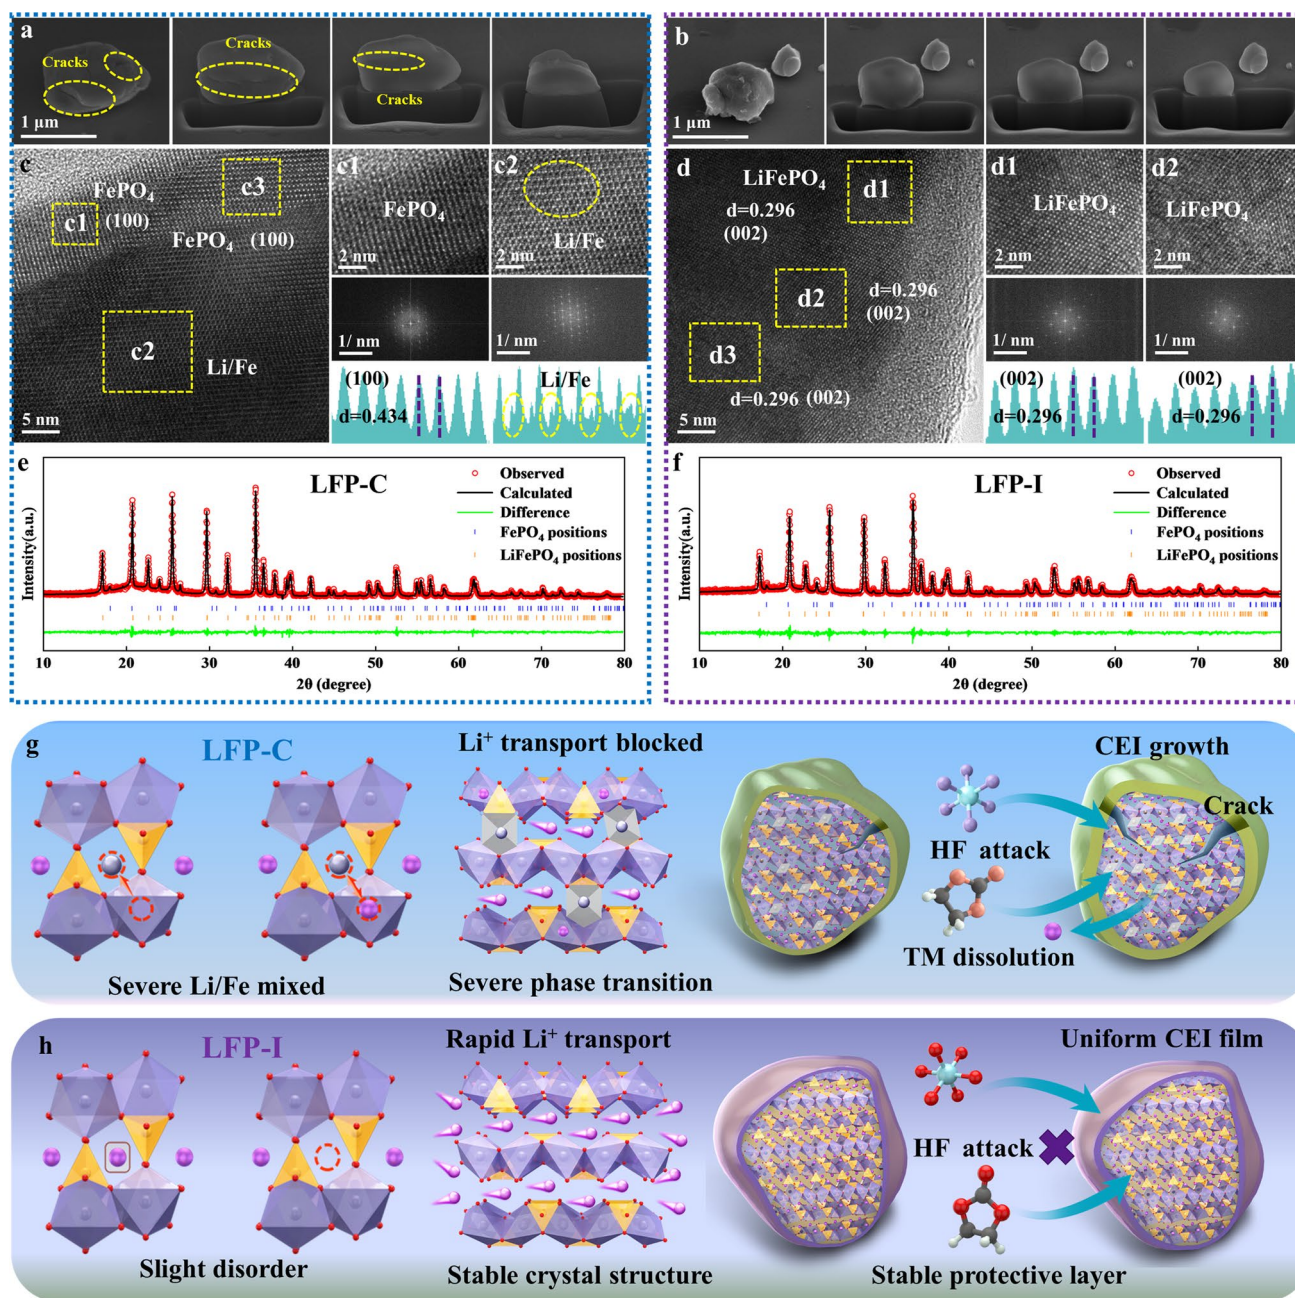 a
Cracks
Cracks
Cracks
Cracks
1 μm
b
1 μm
c
FePO4
c1
(100)
c3
FePO4 (100)
c2
Li/Fe
5 nm
c1
FePO4
2 nm
1/ nm
(100)
d=0.434
c2
Li/Fe
2 nm
1/ nm
Li/Fe
d
LiFePO4
d=0.296
(002)
d1
d2
d=0.296
(002)
d3
d=0.296 (002)
5 nm
d1
LiFePO4
2 nm
1/ nm
(002)
d=0.296
d2
LiFePO4
2 nm
1/ nm
(002)
d=0.296
e
LFP-C
Observed
Calculated
Difference
FePO4 positions
LiFePO4 positions
Intensity(a.u.)
10 20 30 40 50 60 70 80
2θ (degree)
f
LFP-I
Observed
Calculated
Difference
FePO4 positions
LiFePO4 positions
Intensity(a.u.)
10 20 30 40 50 60 70 80
2θ (degree)
g
LFP-C
Li+ transport blocked
CEI growth
Crack
HF attack
TM dissolution
Severe Li/Fe mixed
Severe phase transition
h
LFP-I
Rapid Li+ transport
Uniform CEI film
HF attack
Slight disorder
Stable crystal structure
Stable protective layer